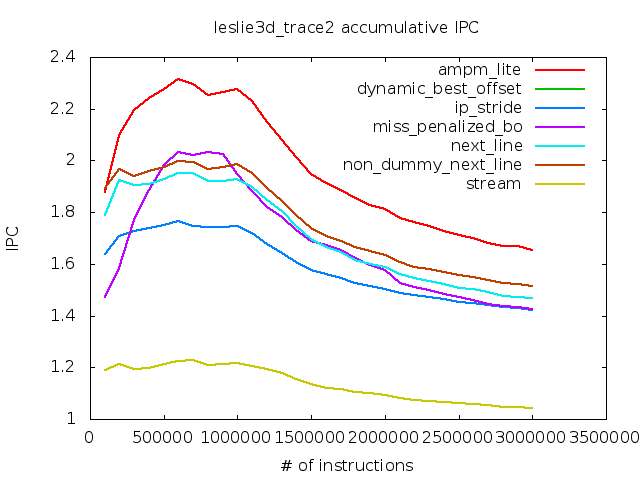 leslie3d_trace2 accumulative IPC
2.4
2.2
2
1.8
1.6
1.4
1.2
1
IPC
ampm_lite
dynamic_best_offset
ip_stride
miss_penalized_bo
next_line
non_dummy_next_line
stream
0 500000 1000000 1500000 2000000 2500000 3000000 3500000
# of instructions